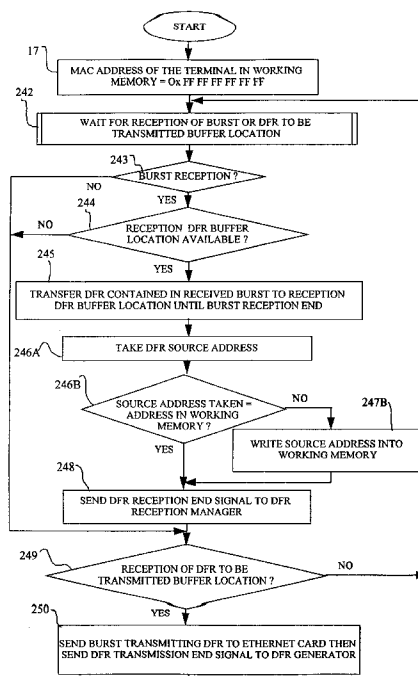 START
17
MAC ADDRESS OF THE TERMINAL IN WORKING
MEMORY = 0x FF FF FF FF FF FF
242
WAIT FOR RECEPTION OF BURST OR DFR TO BE
TRANSMITTED BUFFER LOCATION
243
BURST RECEPTION ?
NO
YES
244
RECEPTION DFR BUFFER
LOCATION AVAILABLE ?
NO
YES
245
TRANSFER DFR CONTAINED IN RECEIVED BURST TO RECEPTION
DFR BUFFER LOCATION UNTIL BURST RECEPTION END
246A
TAKE DFR SOURCE ADDRESS
246B
SOURCE ADDRESS TAKEN =
ADDRESS IN WORKING
MEMORY ?
NO
247B
YES
WRITE SOURCE ADDRESS INTO
WORKING MEMORY
248
SEND DFR RECEPTION END SIGNAL TO DFR
RECEPTION MANAGER
249
RECEPTION OF DFR TO BE
TRANSMITTED BUFFER LOCATION ?
NO
YES
250
SEND BURST TRANSMITTING DFR TO ETHERNET CARD THEN
SEND DFR TRANSMISSION END SIGNAL TO DFR GENERATOR